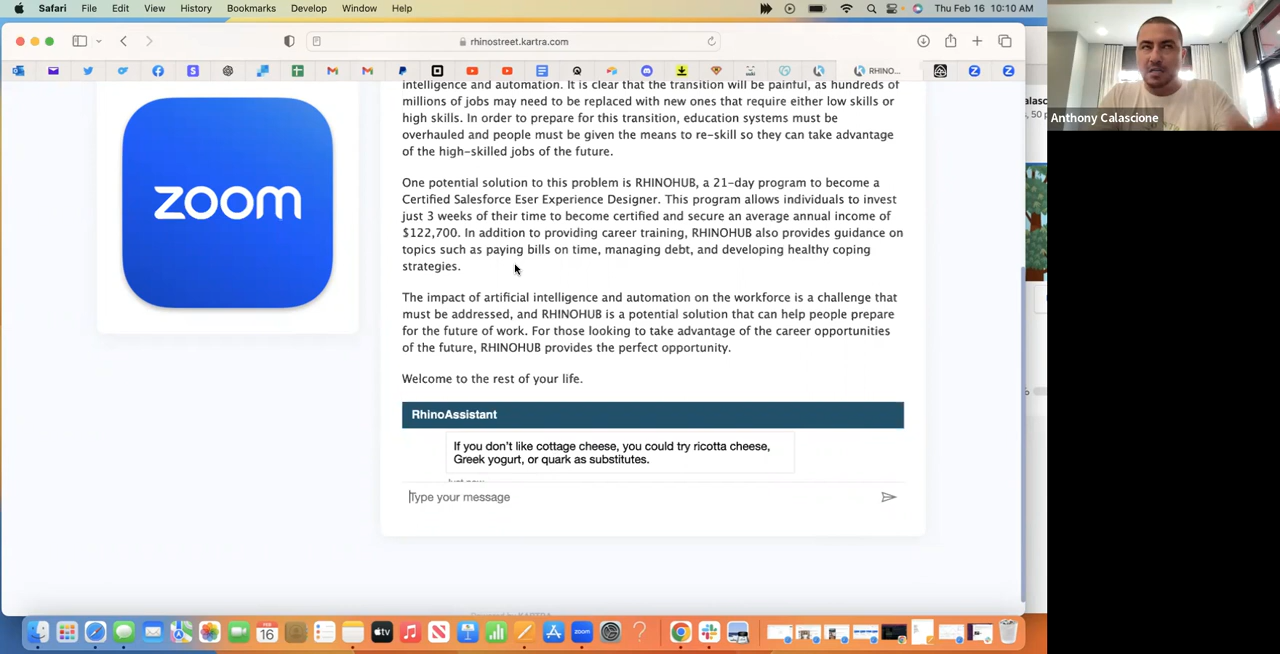 Safari File Edit View History Bookmarks Develop Window Help Thu Feb 16 10:10 AM
rhinostreet.kartra.com
RHINO...
intelligence and automation. It is clear that the transition will be painful, as hundreds of
millions of jobs may need to be replaced with new ones that require either low skills or
high skills. In order to prepare for this transition, education systems must be
overhauled and people must be given the means to re-skill so they can take advantage
of the high-skilled jobs of the future.
zoom
One potential solution to this problem is RHINOHUB, a 21-day program to become a
Certified Salesforce Eser Experience Designer. This program allows individuals to invest
just 3 weeks of their time to become certified and secure an average annual income of
$122,700. In addition to providing career training, RHINOHUB also provides guidance on
topics such as paying bills on time, managing debt, and developing healthy coping
strategies.
The impact of artificial intelligence and automation on the workforce is a challenge that
must be addressed, and RHINOHUB is a potential solution that can help people prepare
for the future of work. For those looking to take advantage of the career opportunities
of the future, RHINOHUB provides the perfect opportunity.
Welcome to the rest of your life.
RhinoAssistant
If you don't like cottage cheese, you could try ricotta cheese,
Greek yogurt, or quark as substitutes.
Type your message
Anthony Calascione
FEB
16
tv
zoom